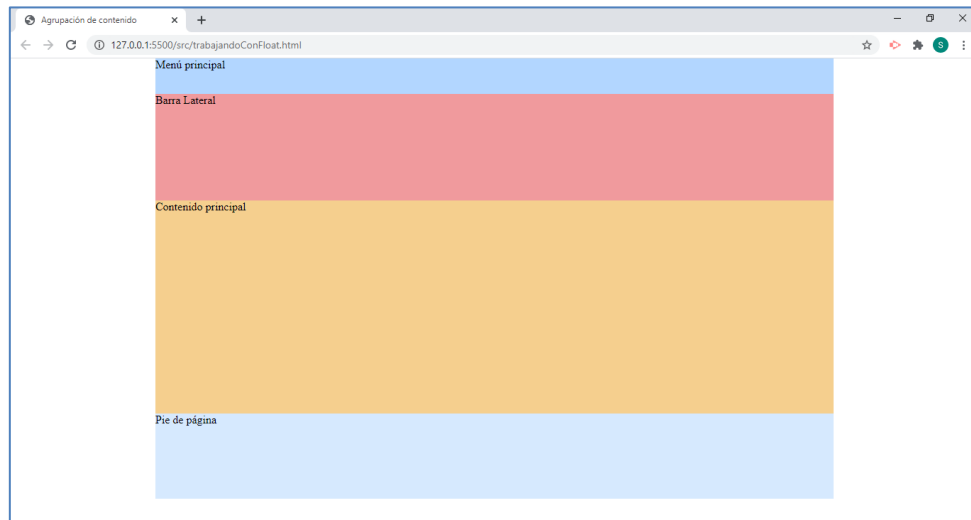 Agrupación de contenido
127.0.0.1:5500/src/trabajandoConFloat.html
S
Menú principal
Barra Lateral
Contenido principal
Pie de página